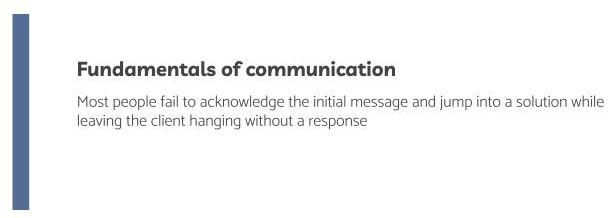 Fundamentals of communication
Most people fail to acknowledge the initial message and jump into a solution while
leaving the client hanging without a response